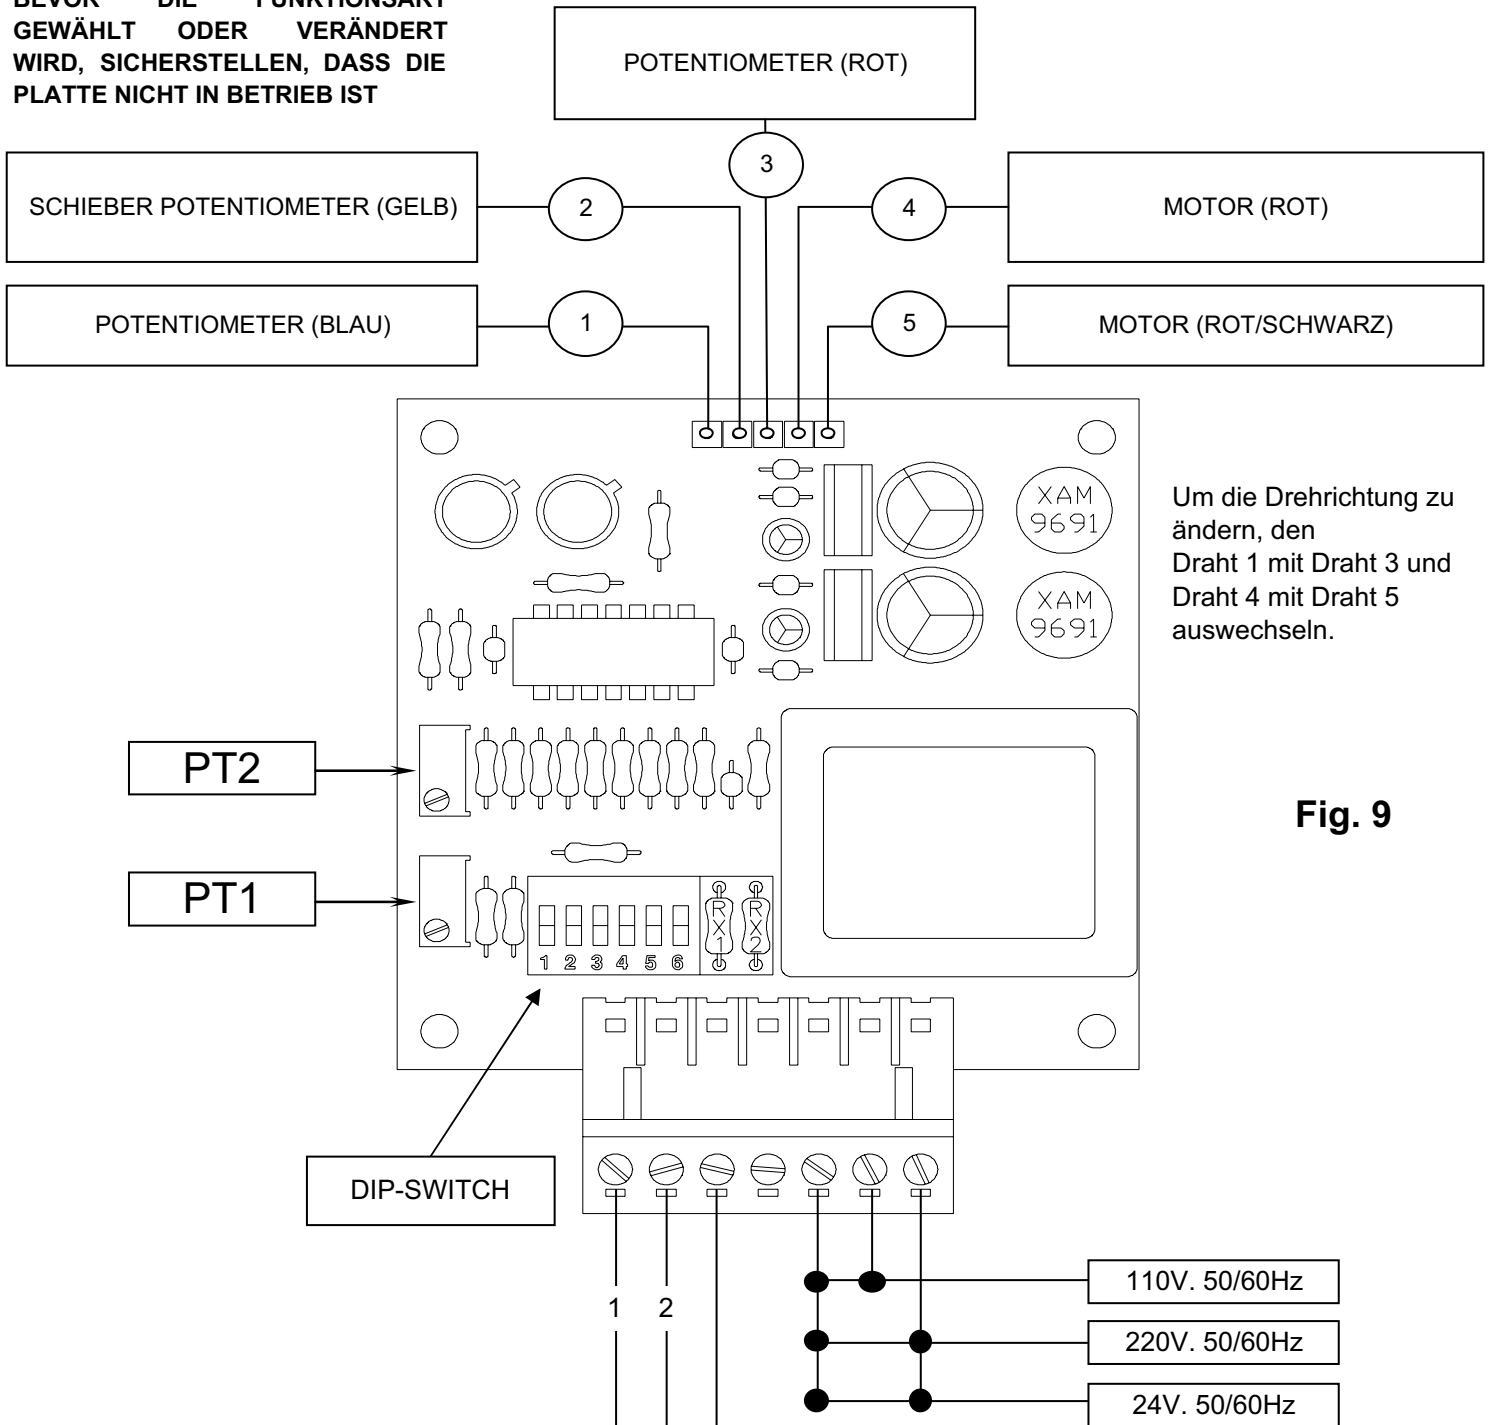 BEVOR DIE FUNKTIONSART
GEWÄHLT ODER VERÄNDERT
WIRD, SICHERSTELLEN, DASS DIE
PLATTE NICHT IN BETRIEB IST
POTENTIOMETER (ROT)
3
SCHIEBER POTENTIOMETER (GELB)
2
4
MOTOR (ROT)
POTENTIOMETER (BLAU)
1
5
MOTOR (ROT/SCHWARZ)
XAM
9691
XAM
9691
Um die Drehrichtung zu
ändern, den
Draht 1 mit Draht 3 und
Draht 4 mit Draht 5
auswechseln.
PT2
Fig. 9
PT1
RX1
RX2
1 2 3 4 5 6
DIP-SWITCH
1 2
110V. 50/60Hz
220V. 50/60Hz
24V. 50/60Hz